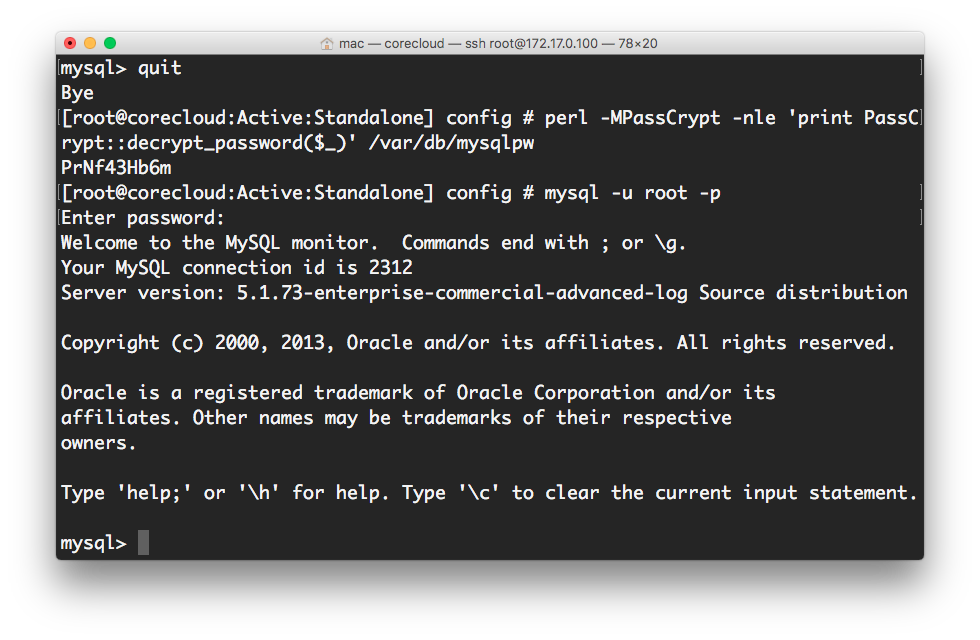 mac — corecloud — ssh root@172.17.0.100 — 78×20
[mysql> quit ]
Bye
[[root@corecloud:Active:Standalone] config # perl -MPassCrypt -nle 'print PassC
rypt::decrypt_password($_)' /var/db/mysqlpw
PrNf43Hb6m
[[root@corecloud:Active:Standalone] config # mysql -u root -p ]
[Enter password: ]
Welcome to the MySQL monitor.  Commands end with ; or \g.
Your MySQL connection id is 2312
Server version: 5.1.73-enterprise-commercial-advanced-log Source distribution
Copyright (c) 2000, 2013, Oracle and/or its affiliates. All rights reserved.
Oracle is a registered trademark of Oracle Corporation and/or its
affiliates. Other names may be trademarks of their respective
owners.
Type 'help;' or '\h' for help. Type '\c' to clear the current input statement.
mysql>